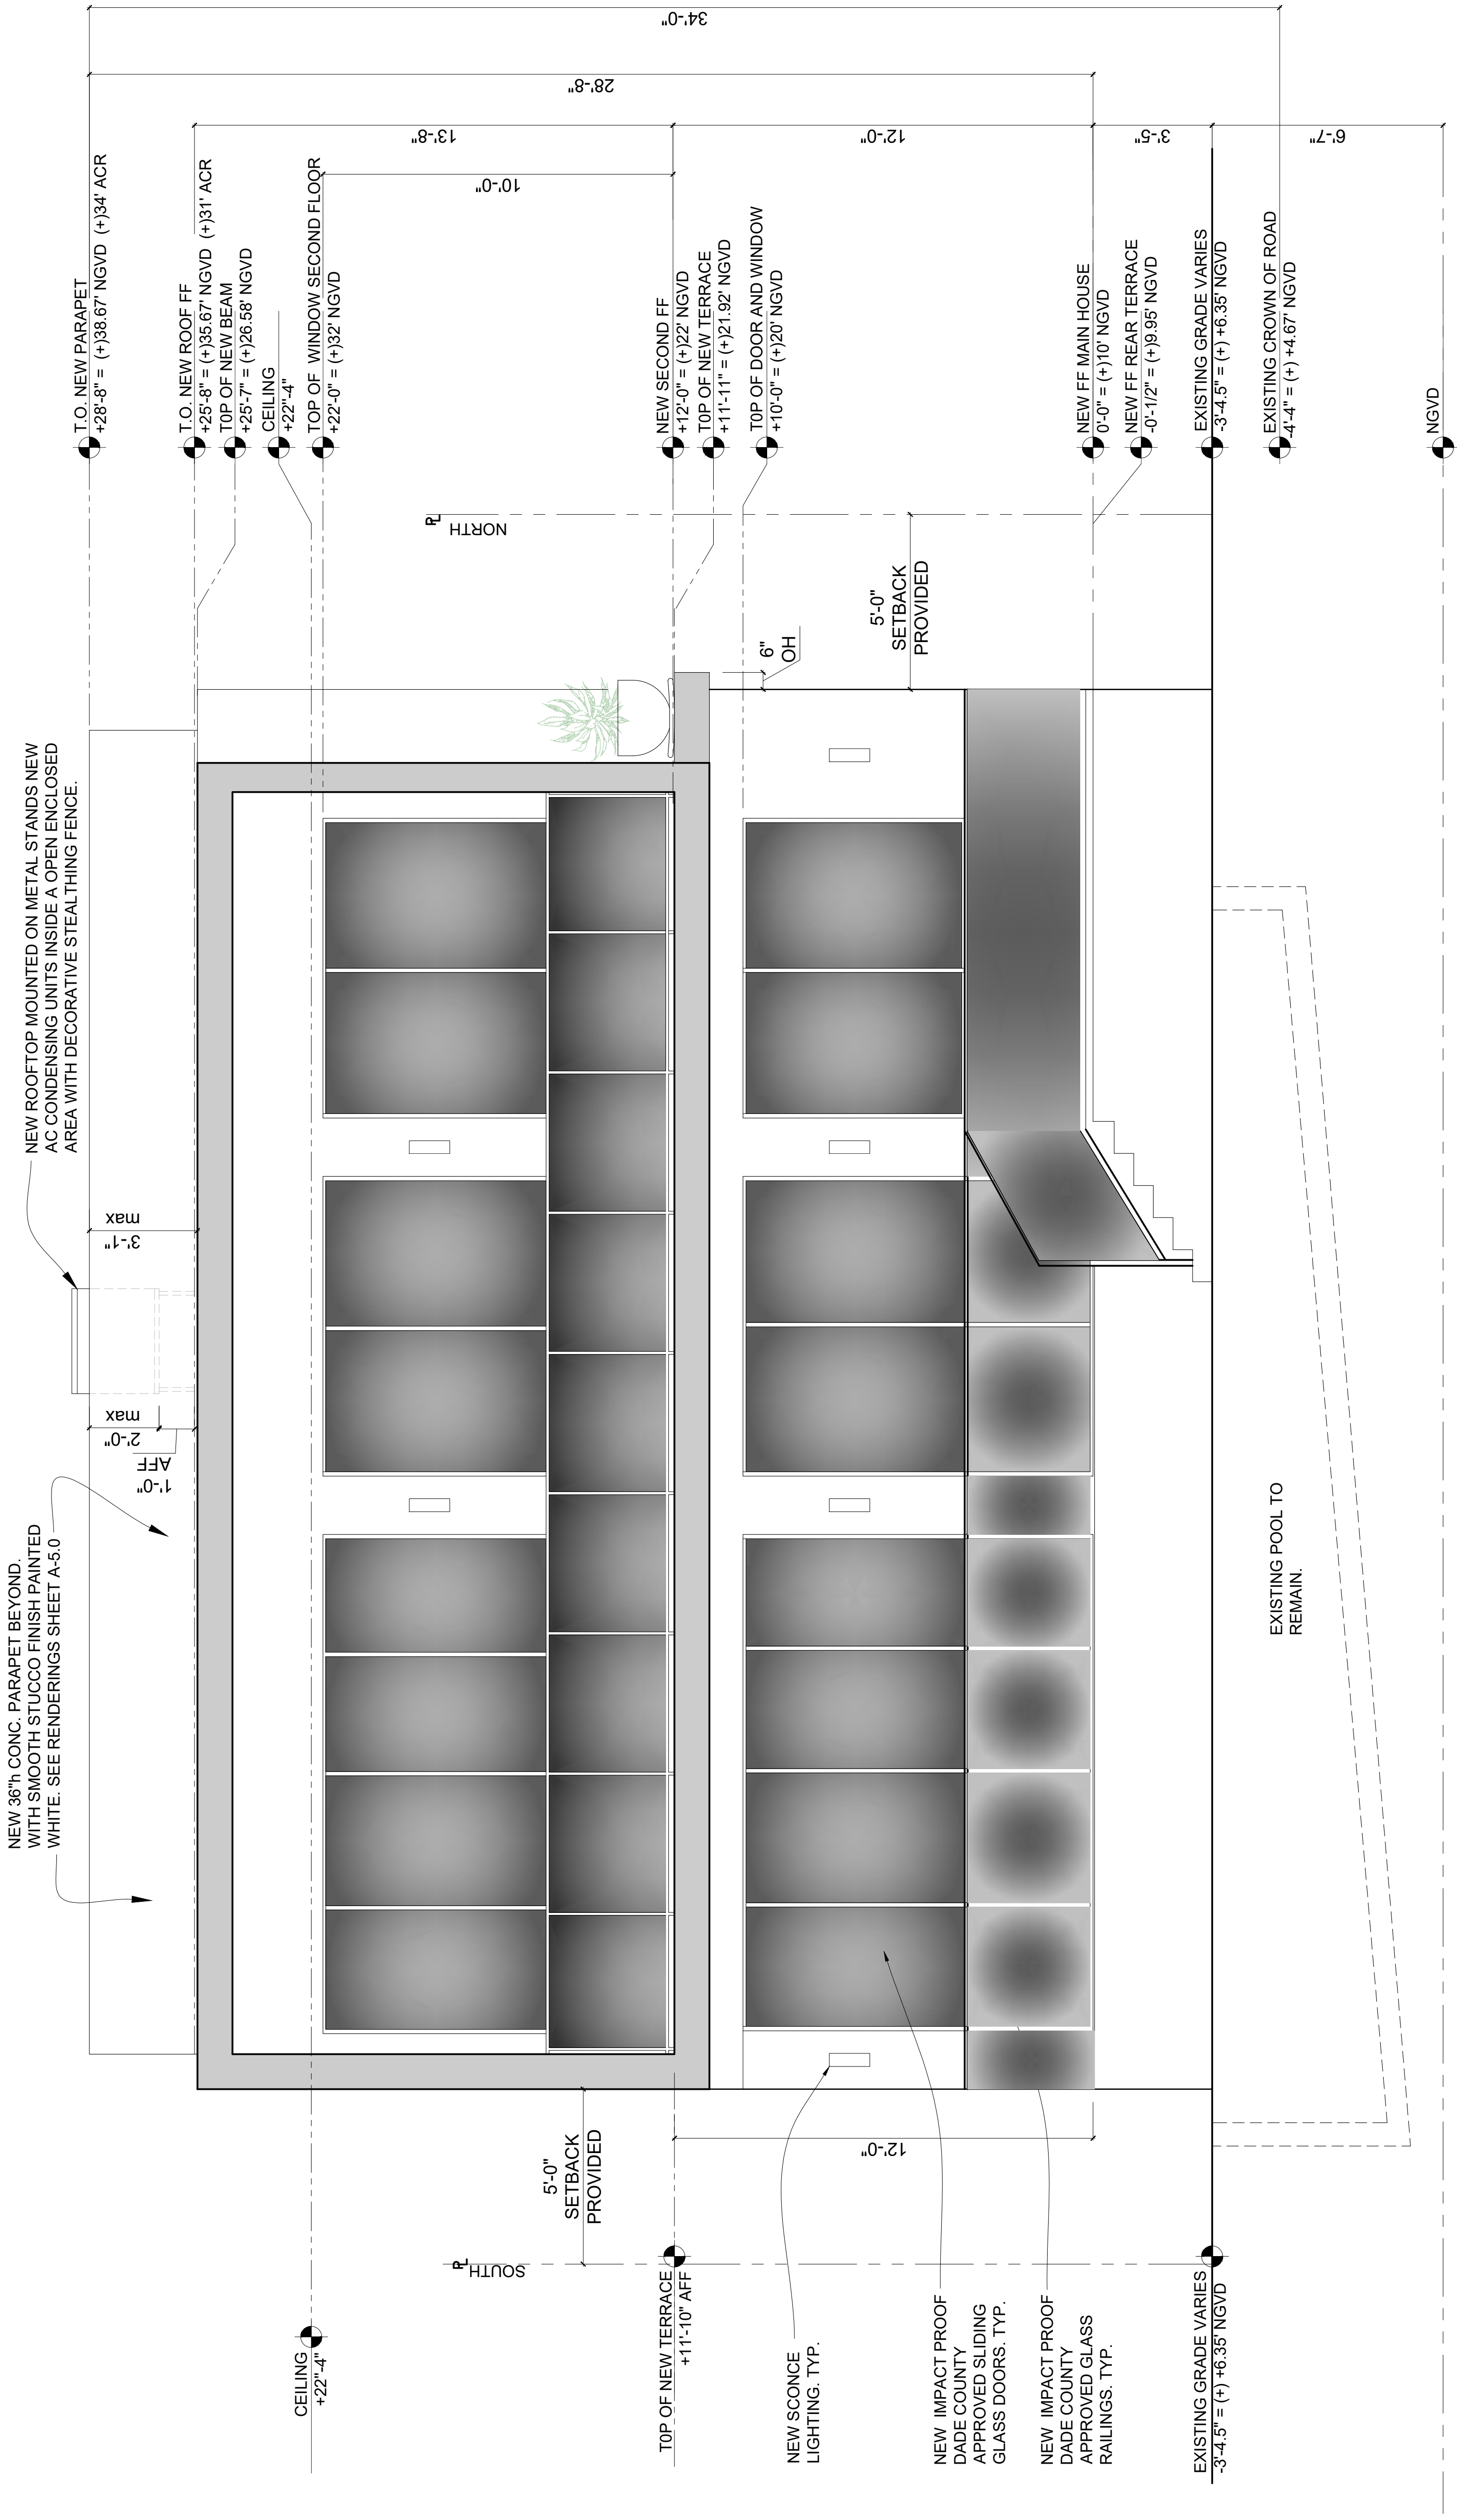 NEW 36"h CONC. PARAPET BEYOND.
WITH SMOOTH STUCCO FINISH PAINTED
WHITE. SEE RENDERINGS SHEET A-5.0
NEW ROOFTOP MOUNTED ON METAL STANDS NEW
AC CONDENSING UNITS INSIDE A OPEN ENCLOSED
AREA WITH DECORATIVE STEALTHING FENCE.
1'-0"
AFF
2'-0"
max
3'-1"
max
T.O. NEW PARAPET
+28'-8" = (+)38.67' NGVD (+)34' ACR
T.O. NEW ROOF FF
+25'-8" = (+)35.67' NGVD (+)31' ACR
T0P OF NEW BEAM
+25'-7" = (+)26.58' NGVD
CEILING
+22"-4"
TOP OF WINDOW SECOND FLOOR
+22'-0" = (+)32' NGVD
NEW SECOND FF
+12'-0" = (+)22' NGVD
T0P OF NEW TERRACE
+11'-11" = (+)21.92' NGVD
T0P OF DOOR AND WINDOW
+10'-0" = (+)20' NGVD
NEW FF MAIN HOUSE
0'-0" = (+)10' NGVD
NEW FF REAR TERRACE
-0'-1/2" = (+)9.95' NGVD
EXISTING GRADE VARIES
-3'-4.5" = (+) +6.35' NGVD
EXISTING CROWN OF ROAD
-4'-4" = (+) +4.67' NGVD
NGVD
34'-0"
28'-8"
13'-8"
12'-0"
3'-5"
6'-7"
10'-0"
PL
NORTH
5'-0"
SETBACK
PROVIDED
6"
OH
CEILING
+22"-4"
5'-0"
SETBACK
PROVIDED
PL
SOUTH
T0P OF NEW TERRACE
+11'-10" AFF
12'-0"
NEW SCONCE
LIGHTING. TYP.
NEW IMPACT PROOF
DADE COUNTY
APPROVED SLIDING
GLASS DOORS. TYP.
NEW IMPACT PROOF
DADE COUNTY
APPROVED GLASS
RAILINGS. TYP.
EXISTING GRADE VARIES
-3'-4.5" = (+) +6.35' NGVD
EXISTING POOL TO
REMAIN.